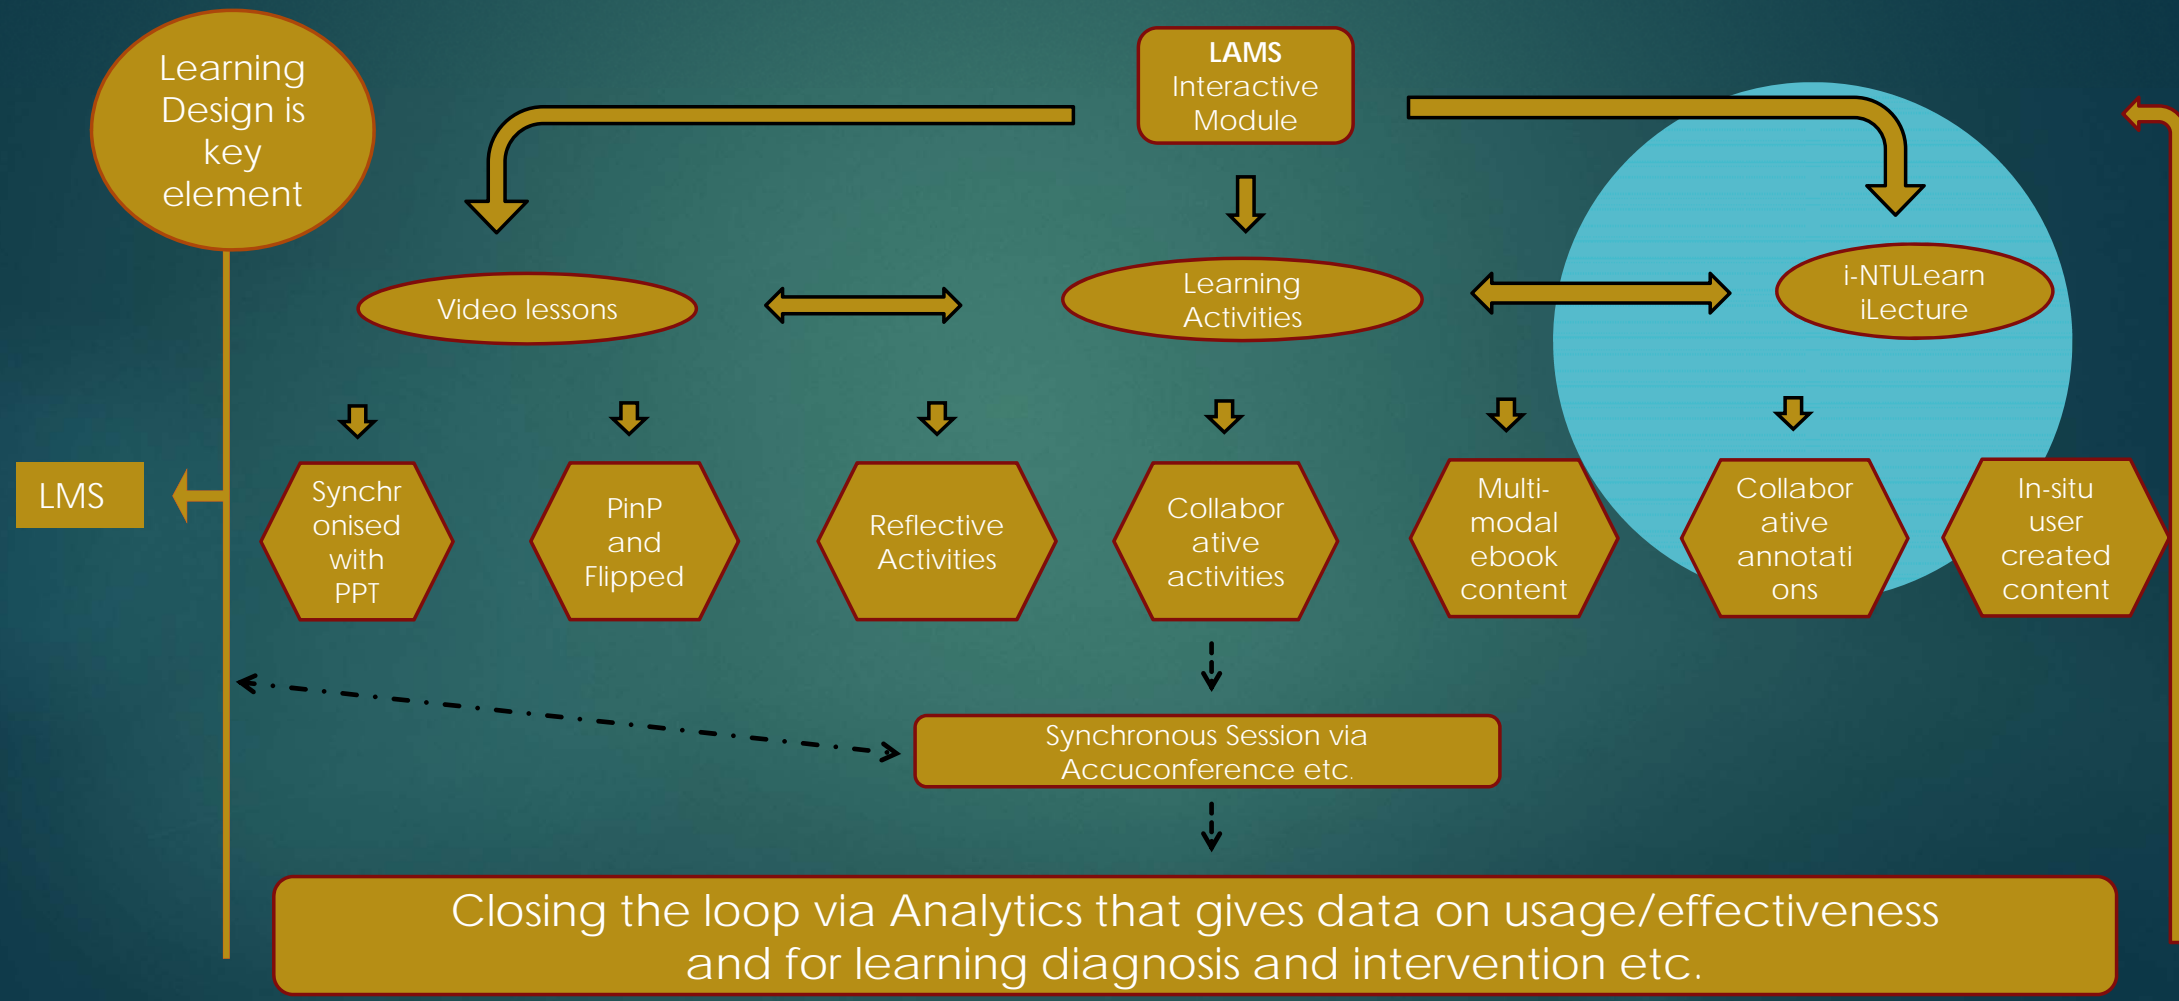 Learning
Design is
key
element
LAMS
Interactive
Module
Video lessons
Learning
Activities
i-NTULearn
iLecture
LMS
Synchr
onised
with
PPT
PinP
and
Flipped
Reflective
Activities
Collabor
ative
activities
Multi-
modal
ebook
content
Collabor
ative
annotati
ons
In-situ
user
created
content
Synchronous Session via
Accuconference etc.
Closing the loop via Analytics that gives data on usage/effectiveness
and for learning diagnosis and intervention etc.